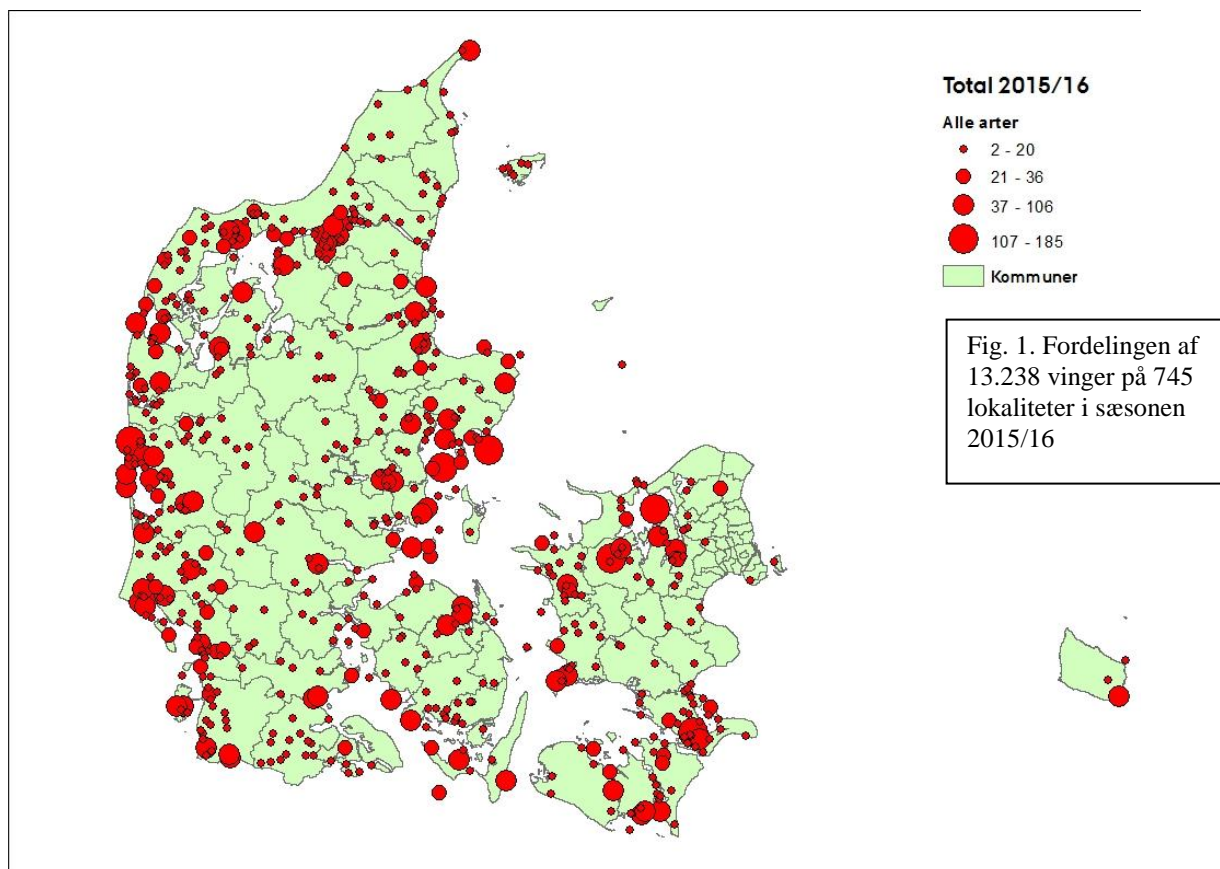 Total 2015/16
Alle arter
2 - 20
21 - 36
37 - 106
107 - 185
Kommuner
Fig. 1. Fordelingen af
13.238 vinger på 745
lokaliteter i sæsonen
2015/16